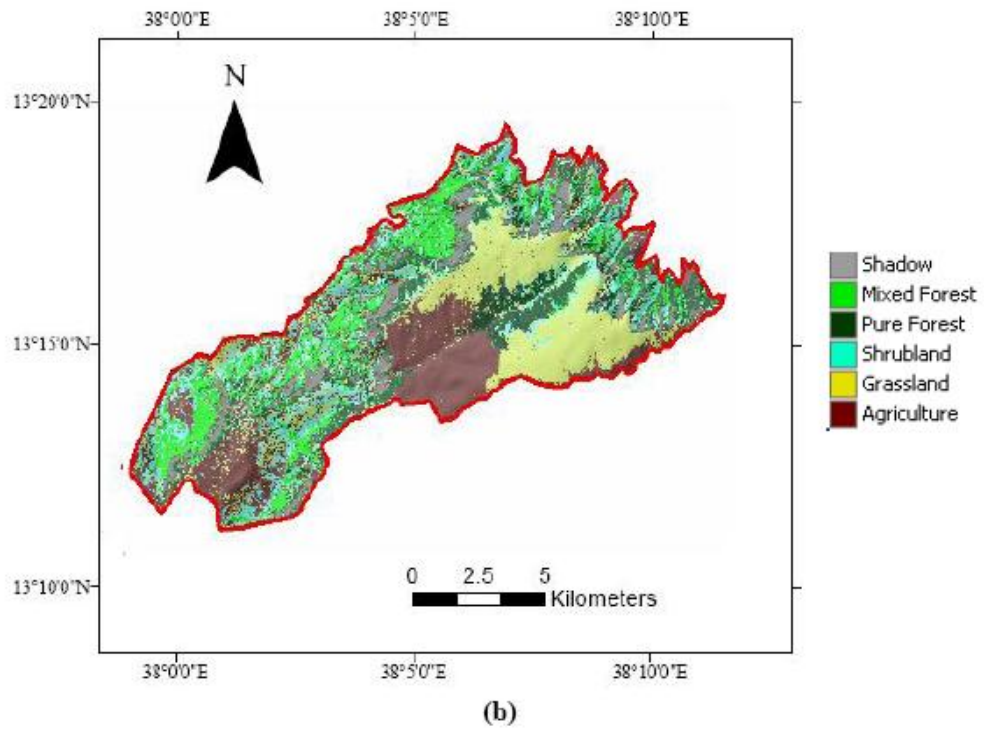 38°0'0"E 38°5'0"E 38°10'0"E
N
13°20'0"N
13°15'0"N
13°10'0"N
Shadow
Mixed Forest
Pure Forest
Shrubland
Grassland
Agriculture
0 2.5 5
Kilometers
38°0'0"E 38°5'0"E 38°10'0"E
(b)